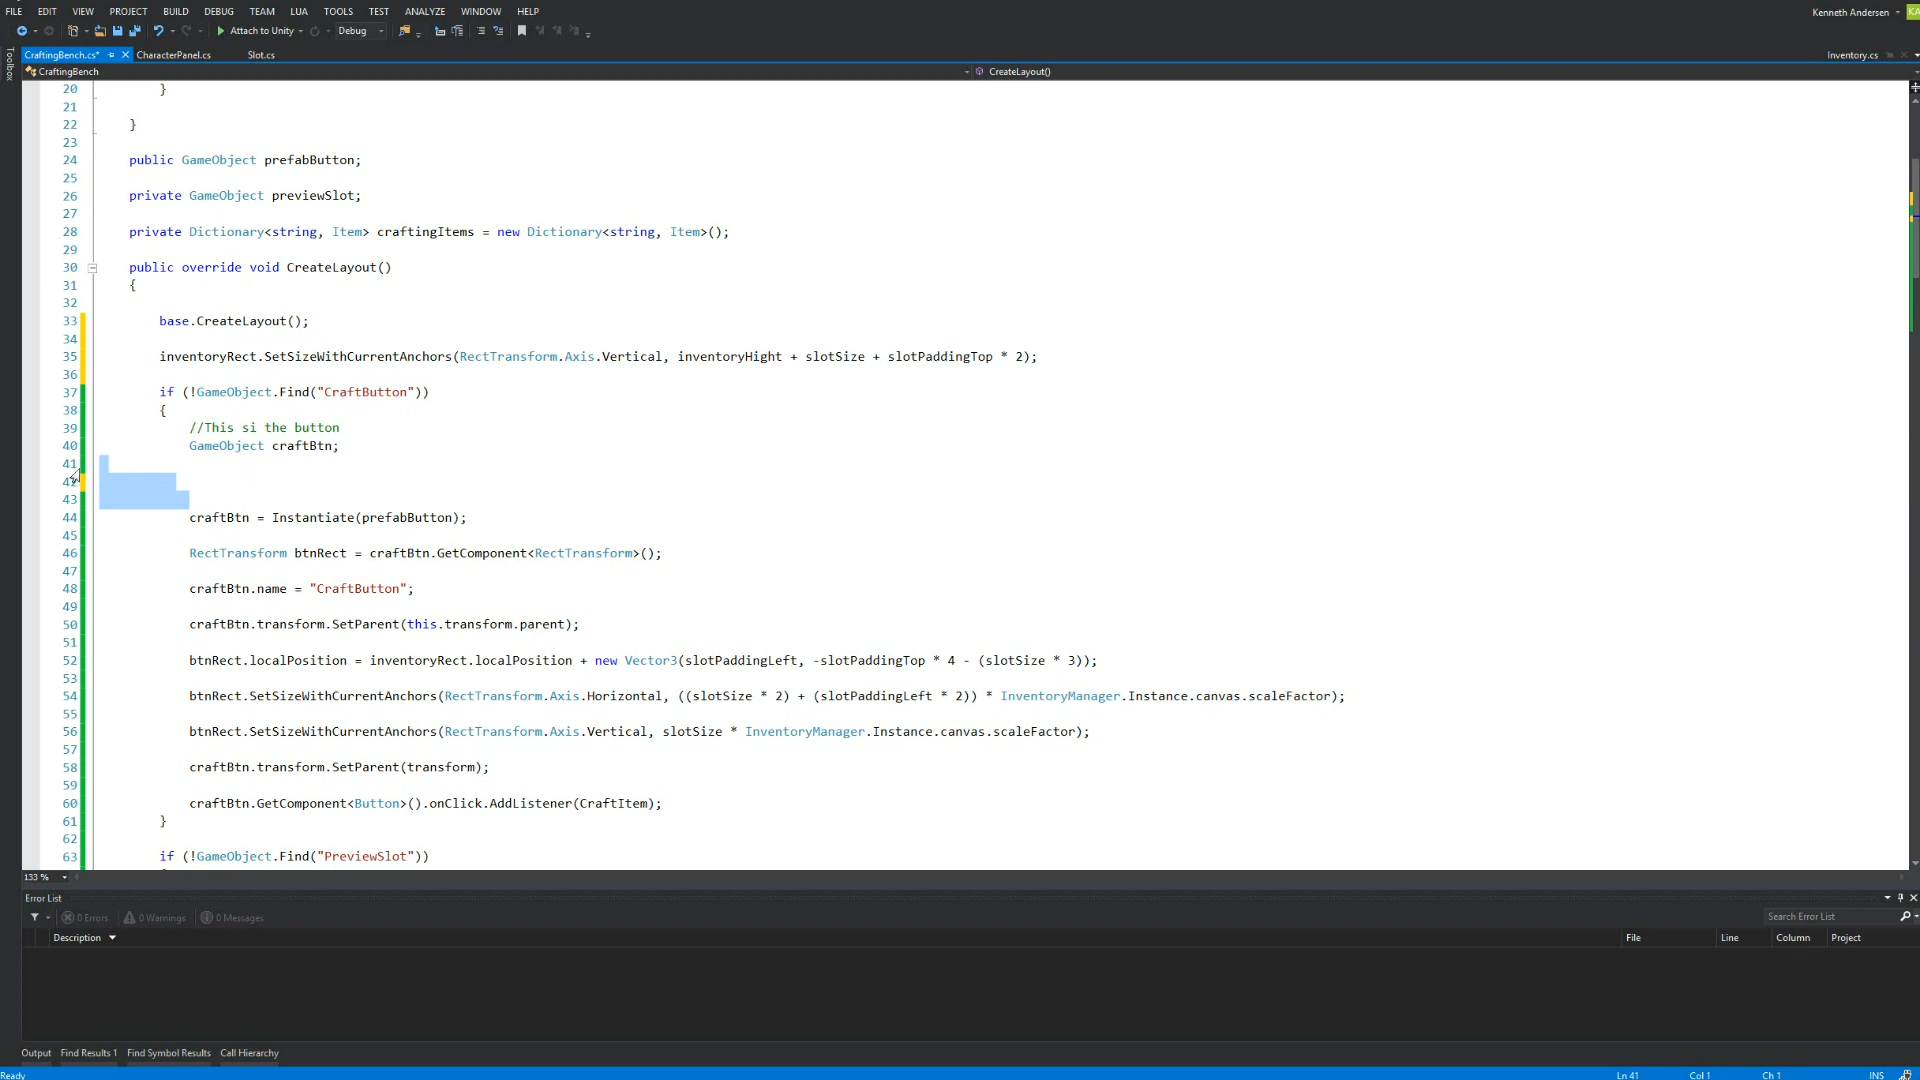 FILE EDIT VIEW PROJECT BUILD DEBUG TEAM LUA TOOLS TEST ANALYZE WINDOW HELP
Kenneth Andersen
KA
Attach to Unity Debug
CraftingBench.cs* CharacterPanel.cs Slot.cs Inventory.cs
Toolbox
CraftingBench CreateLayout()
20 }
21
22 }
23
24 public GameObject prefabButton;
25
26 private GameObject previewSlot;
27
28 private Dictionary<string, Item> craftingItems = new Dictionary<string, Item>();
29
30 public override void CreateLayout()
31 {
32
33 base.CreateLayout();
34
35 inventoryRect.SetSizeWithCurrentAnchors(RectTransform.Axis.Vertical, inventoryHight + slotSize + slotPaddingTop * 2);
36
37 if (!GameObject.Find("CraftButton"))
38 {
39 //This si the button
40 GameObject craftBtn;
41
42
43
44 craftBtn = Instantiate(prefabButton);
45
46 RectTransform btnRect = craftBtn.GetComponent<RectTransform>();
47
48 craftBtn.name = "CraftButton";
49
50 craftBtn.transform.SetParent(this.transform.parent);
51
52 btnRect.localPosition = inventoryRect.localPosition + new Vector3(slotPaddingLeft, -slotPaddingTop * 4 - (slotSize * 3));
53
54 btnRect.SetSizeWithCurrentAnchors(RectTransform.Axis.Horizontal, ((slotSize * 2) + (slotPaddingLeft * 2)) * InventoryManager.Instance.canvas.scaleFactor);
55
56 btnRect.SetSizeWithCurrentAnchors(RectTransform.Axis.Vertical, slotSize * InventoryManager.Instance.canvas.scaleFactor);
57
58 craftBtn.transform.SetParent(transform);
59
60 craftBtn.GetComponent<Button>().onClick.AddListener(CraftItem);
61 }
62
63 if (!GameObject.Find("PreviewSlot"))
133 %
Error List
0 Errors 0 Warnings 0 Messages Search Error List
Description File Line Column Project
Output Find Results 1 Find Symbol Results Call Hierarchy
Ready Ln 41 Col 1 Ch 1 INS